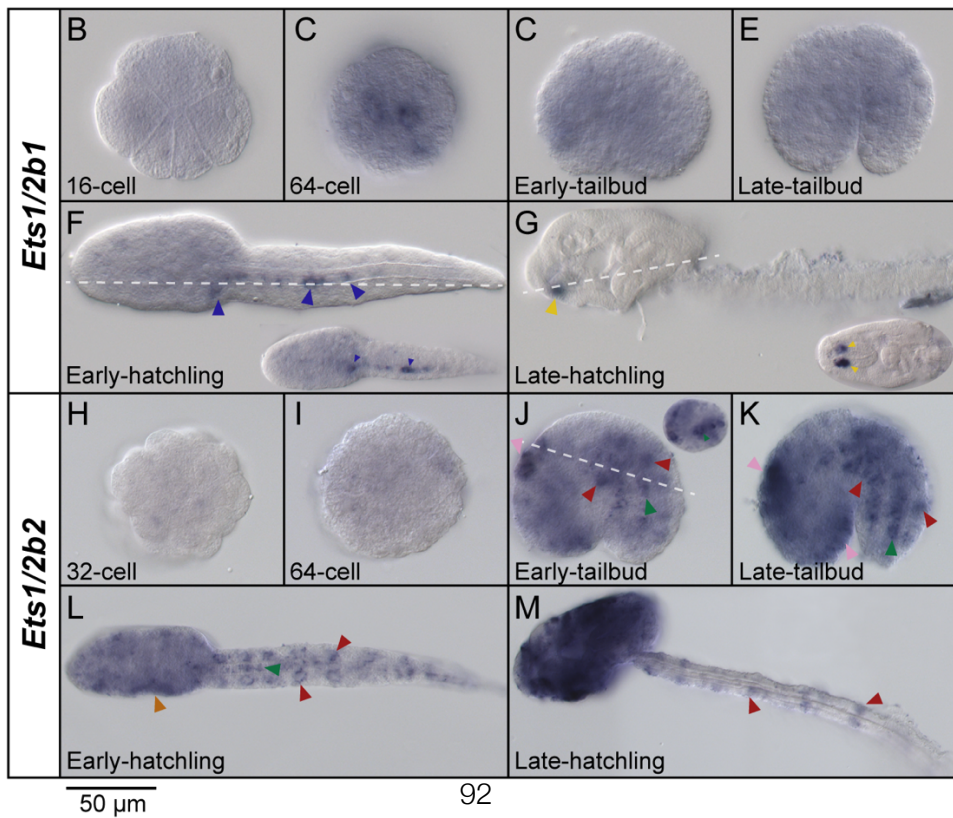 Ets1/2b1
B
16-cell
C
64-cell
C
Early-tailbud
E
Late-tailbud
F
Early-hatchling
G
Late-hatchling
Ets1/2b2
H
32-cell
I
64-cell
J
Early-tailbud
K
Late-tailbud
L
Early-hatchling
M
Late-hatchling
50 µm
92